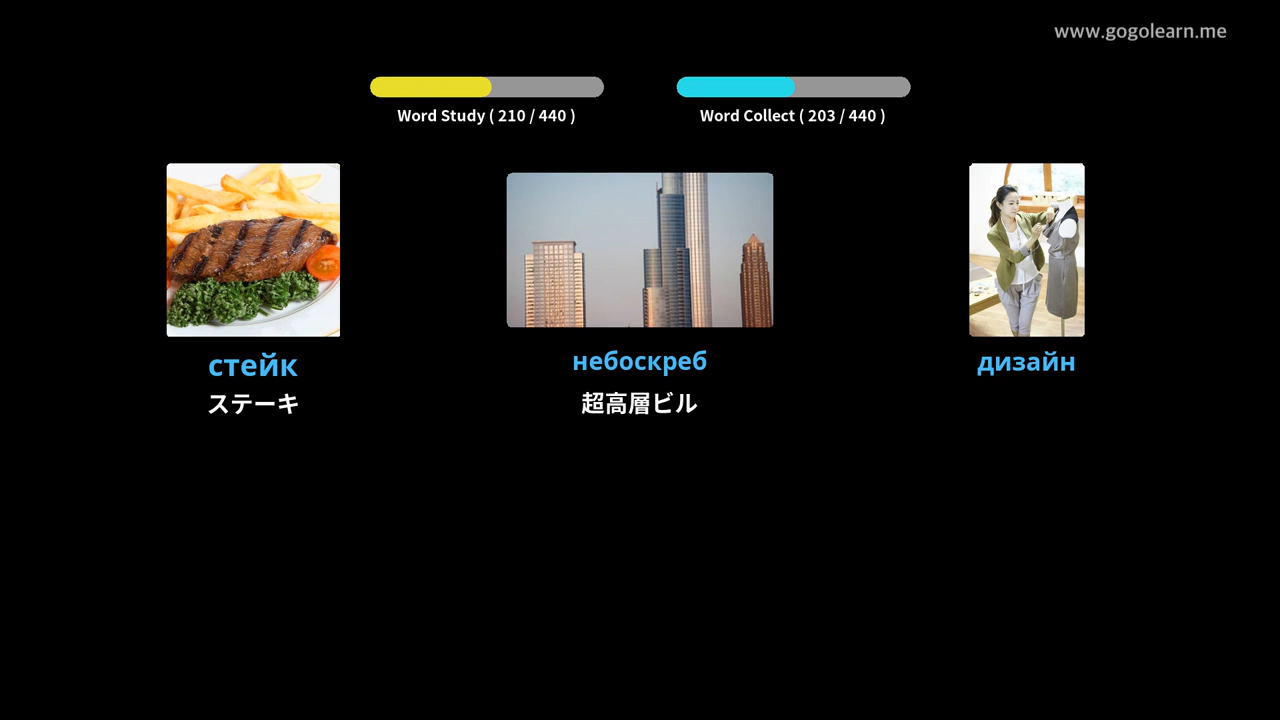 www.gogolearn.me
Word Study ( 210 / 440 )
Word Collect ( 203 / 440 )
стейк
ステーキ
небоскреб
超高層ビル
дизайн